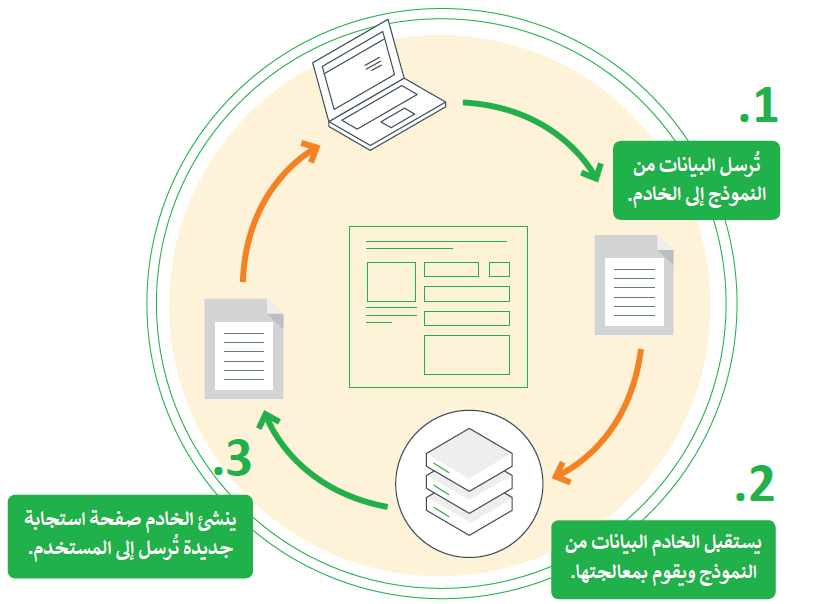 1.
تُرسل البيانات من
النموذج إلى الخادم.
2.
يستقبل الخادم البيانات من
النموذج ويقوم بمعالجتها.
3.
ينشئ الخادم صفحة استجابة
جديدة تُرسل إلى المستخدم.